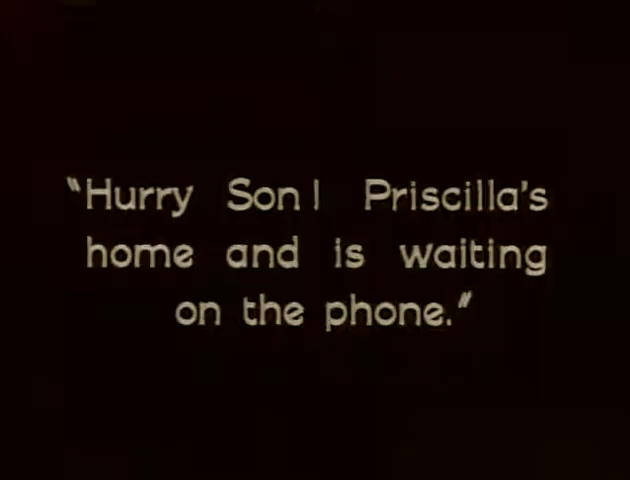 "Hurry Son! Priscilla's
home and is waiting
on the phone."